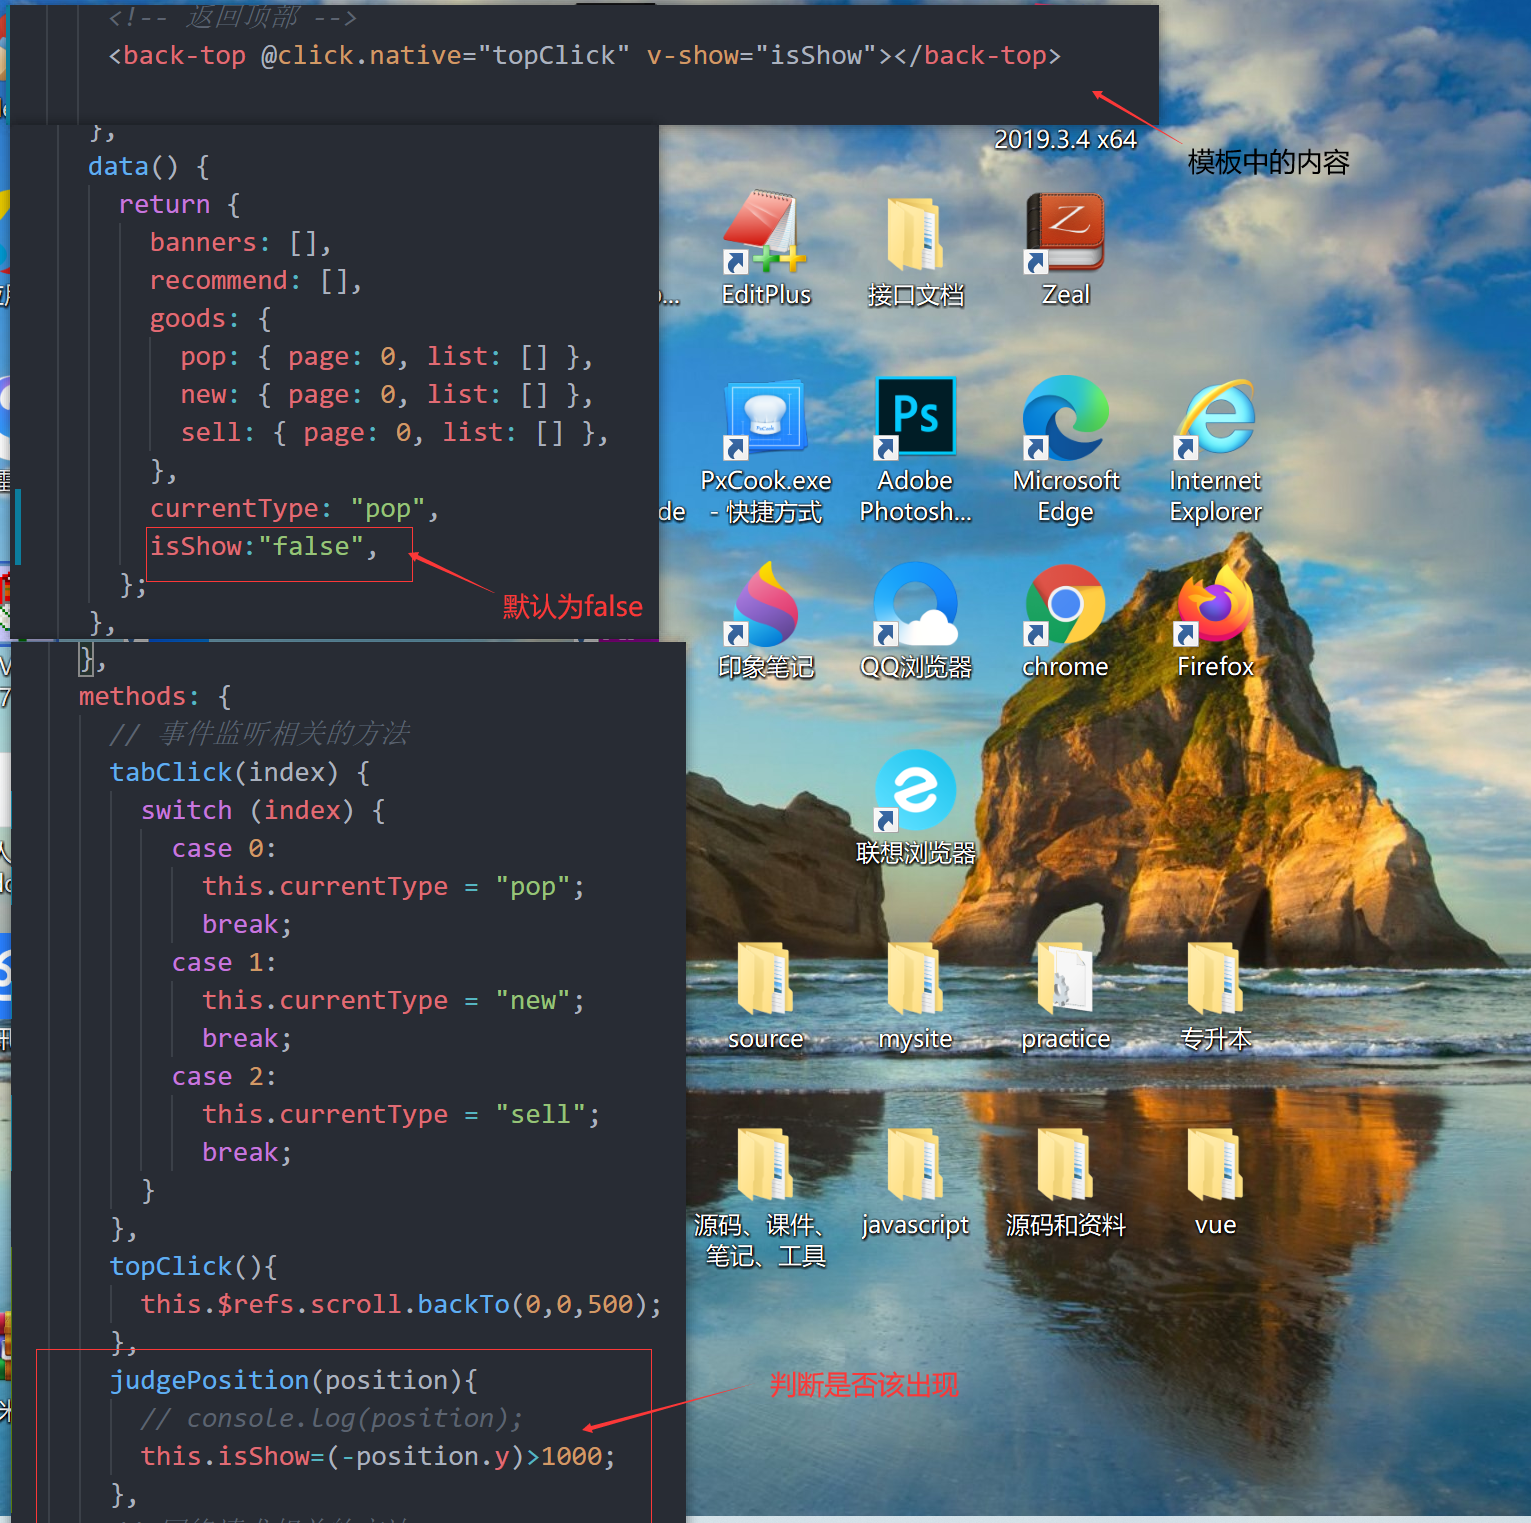 <!-- 返回顶部 -->
<back-top @click.native="topClick" v-show="isShow"></back-top>
模板中的内容
},
data() {
return {
banners: [],
recommend: [],
goods: {
pop: { page: 0, list: [] },
new: { page: 0, list: [] },
sell: { page: 0, list: [] },
},
currentType: "pop",
isShow:"false",
};
默认为false
},
},
methods: {
// 事件监听相关的方法
tabClick(index) {
switch (index) {
case 0:
this.currentType = "pop";
break;
case 1:
this.currentType = "new";
break;
case 2:
this.currentType = "sell";
break;
}
},
topClick(){
this.$refs.scroll.backTo(0,0,500);
},
judgePosition(position){
// console.log(position);
this.isShow=(-position.y)>1000;
},
判断是否该出现
2019.3.4 x64
EditPlus
接口文档
Zeal
PxCook.exe
- 快捷方式
Adobe
Photosh...
Microsoft
Edge
Internet
Explorer
印象笔记
QQ浏览器
chrome
Firefox
联想浏览器
source
mysite
practice
专升本
源码、课件、
笔记、工具
javascript
源码和资料
vue